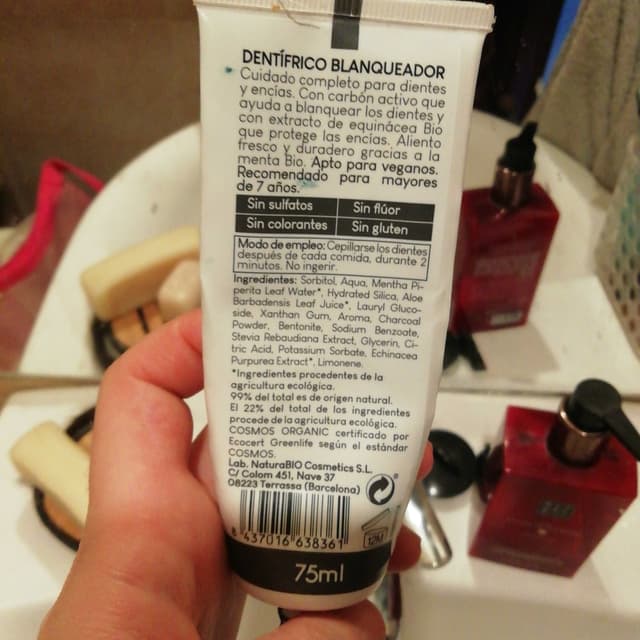 DENTÍFRICO BLANQUEADOR
Cuidado completo para dientes
y encías. Con carbón activo que
ayuda a blanquear los dientes y
con extracto de equinácea Bio
que protege las encías. Aliento
fresco y duradero gracias a la
menta Bio. Apto para veganos.
Recomendado para mayores
de 7 años.
Sin sulfatos Sin flúor
Sin colorantes Sin gluten
Modo de empleo: Cepillarse los dientes
después de cada comida, durante 2
minutos. No ingerir.
Ingredientes: Sorbitol, Aqua, Mentha Pi-
perita Leaf Water*, Hydrated Silica, Aloe
Barbadensis Leaf Juice*, Lauryl Gluco-
side, Xanthan Gum, Aroma, Charcoal
Powder, Bentonite, Sodium Benzoate,
Stevia Rebaudiana Extract, Glycerin, Ci-
tric Acid, Potassium Sorbate, Echinacea
Purpurea Extract*, Limonene.
*Ingredientes procedentes de la
agricultura ecológica.
99% del total es de origen natural.
El 22% del total de los ingredientes
procede de la agricultura ecológica.
COSMOS ORGANIC certificado por
Ecocert Greenlife según el estándar
COSMOS.
Lab. NaturaBIO Cosmetics S.L.
C/ Colom 451, Nave 37
08223 Terrassa (Barcelona)
8 437016 638361
12M
75ml